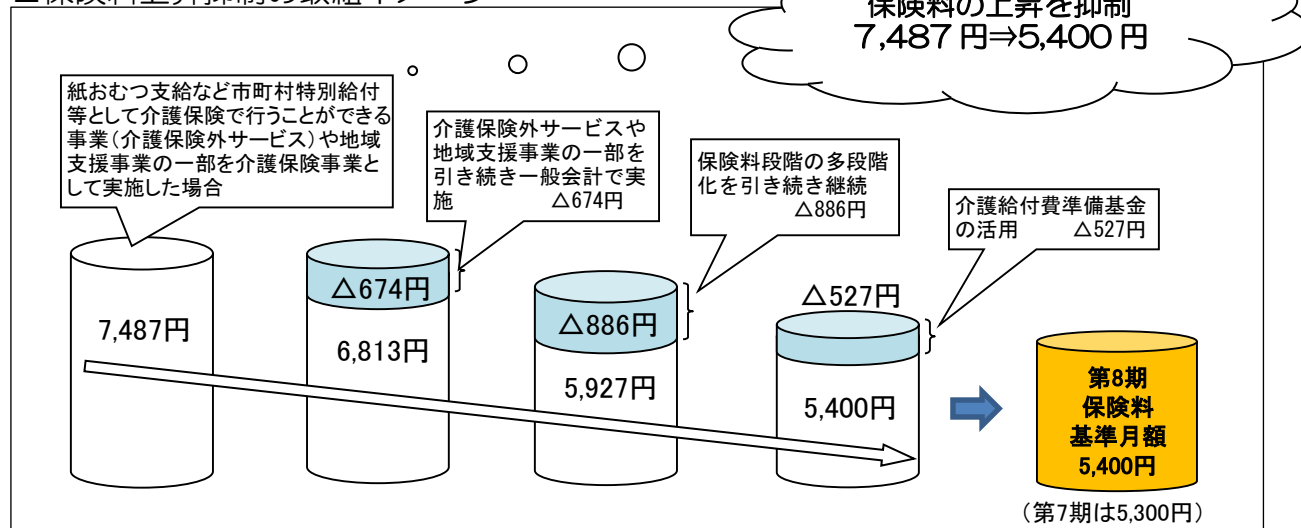 保険料の上昇を抑制
7,487円⇒5,400円
紙おむつ支給など市町村特別給付
等として介護保険で行うことができる
事業(介護保険外サービス)や地域
支援事業の一部を介護保険事業と
して実施した場合
介護保険外サービスや
地域支援事業の一部を
引き続き一般会計で実
施 △674円
保険料段階の多段階
化を引き続き継続
△886円
介護給付費準備基金
の活用 △527円
7,487円
△674円
6,813円
△886円
5,927円
△527円
5,400円
第8期
保険料
基準月額
5,400円
(第7期は5,300円)